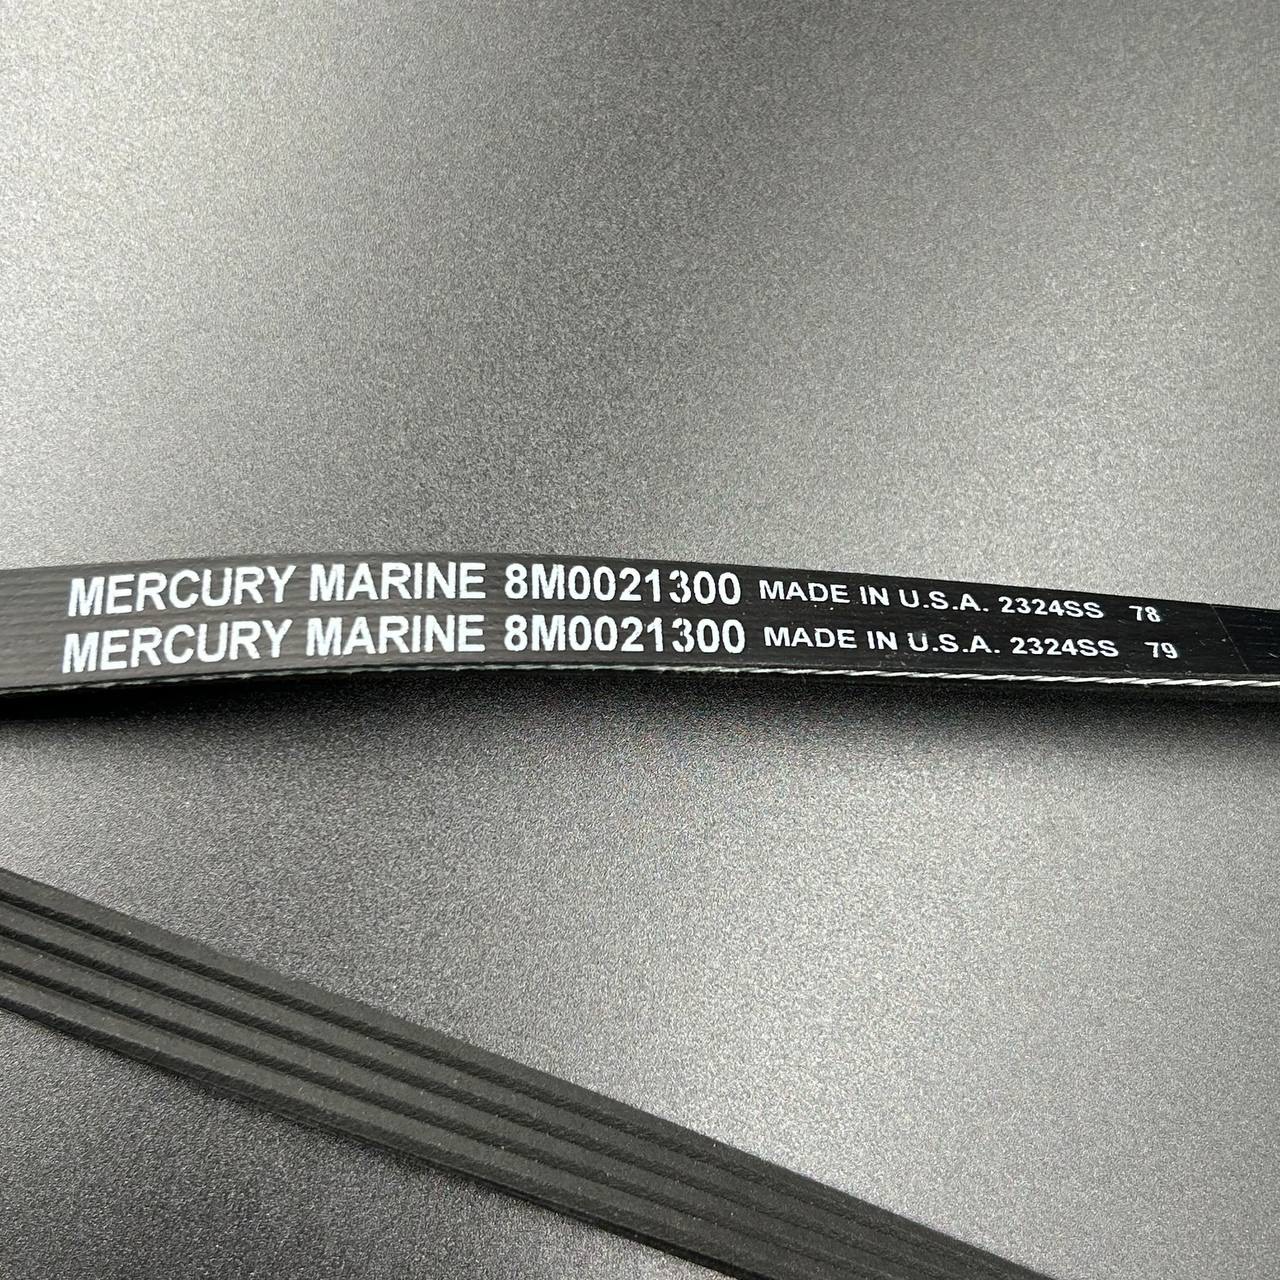 MERCURY MARINE 8M0021300 MADE IN U.S.A. 2324SS 78
MERCURY MARINE 8M0021300 MADE IN U.S.A. 2324SS 79